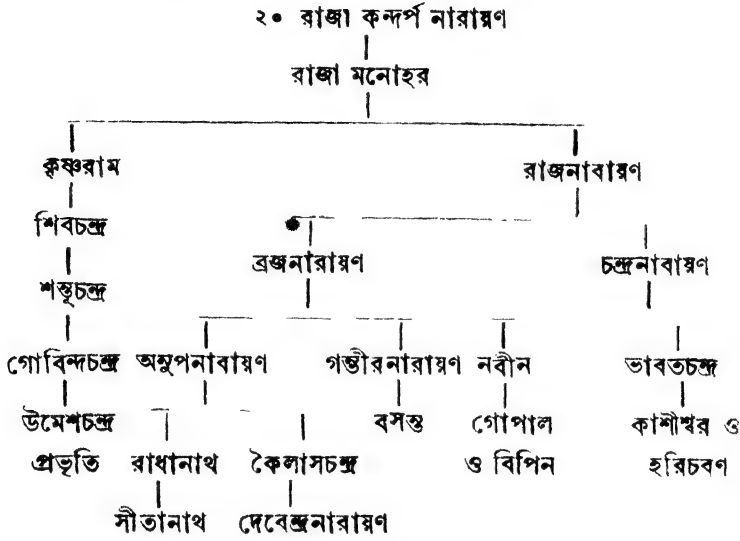 ২০ রাজা কন্দর্প নারায়ণ
রাজা মনোহর
কৃষ্ণরাম রাজনাবায়ণ
শিবচন্দ্র
ব্রজনারায়ণ চন্দ্রনাবায়ণ
শম্ভূচন্দ্র
গোবিন্দচন্দ্র অনুপনাবায়ণ গম্ভীরনারায়ণ নবীন ভাবতচন্দ্র
উমেশচন্দ্র বসন্ত গোপাল কাশীশ্বর ও
প্রভৃতি রাধানাথ কৈলাসচন্দ্র ও বিপিন হরিচবণ
সীতানাথ দেবেন্দ্রনারায়ণ